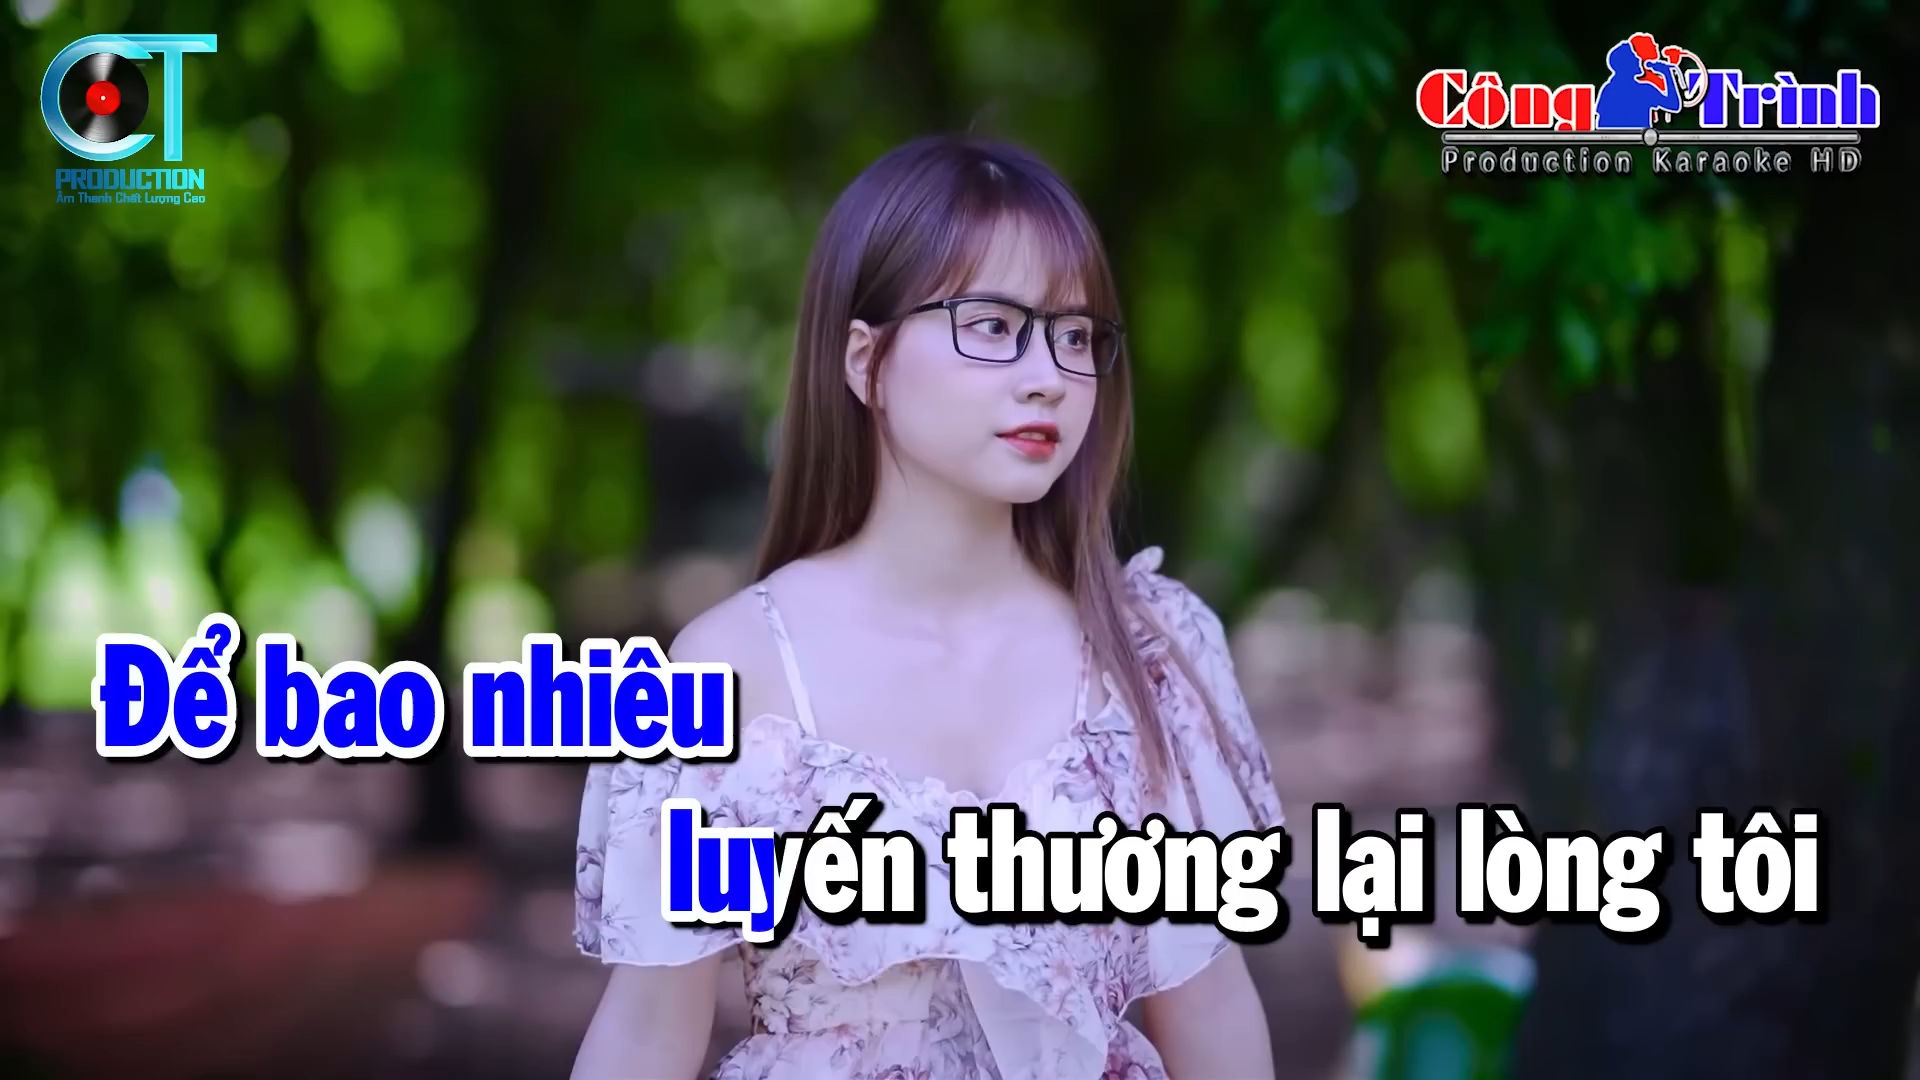 CT
PRODUCTION
Âm Thanh Chất Lượng Cao
Công Trình
Production Karaoke HD
Để bao nhiêu
luyến thương lại lòng tôi